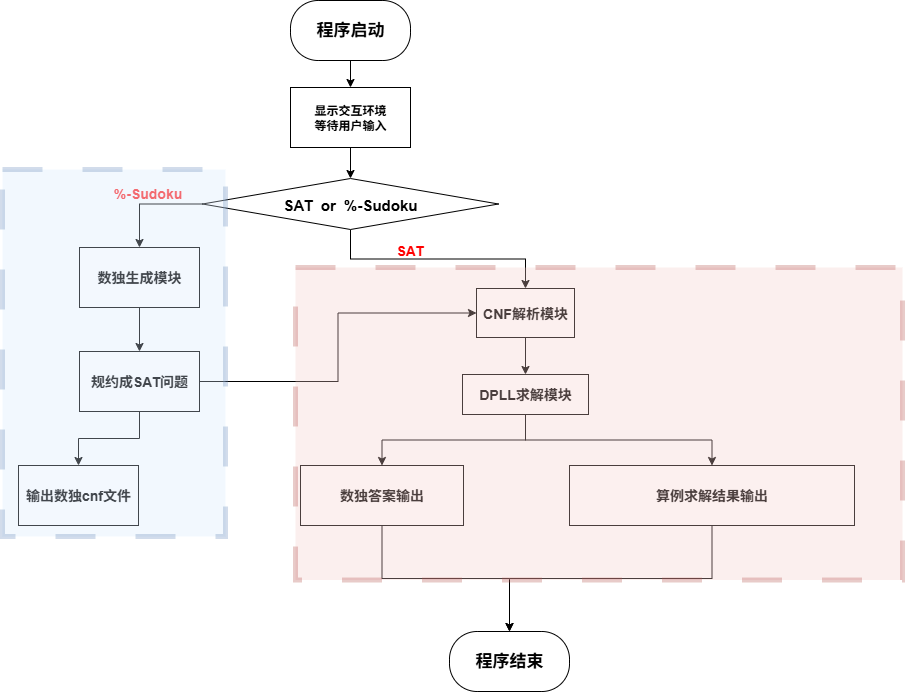 程序启动
显示交互环境
等待用户输入
%-Sudoku
SAT or %-Sudoku
SAT
数独生成模块
CNF解析模块
规约成SAT问题
DPLL求解模块
输出数独cnf文件
数独答案输出
算例求解结果输出
程序结束